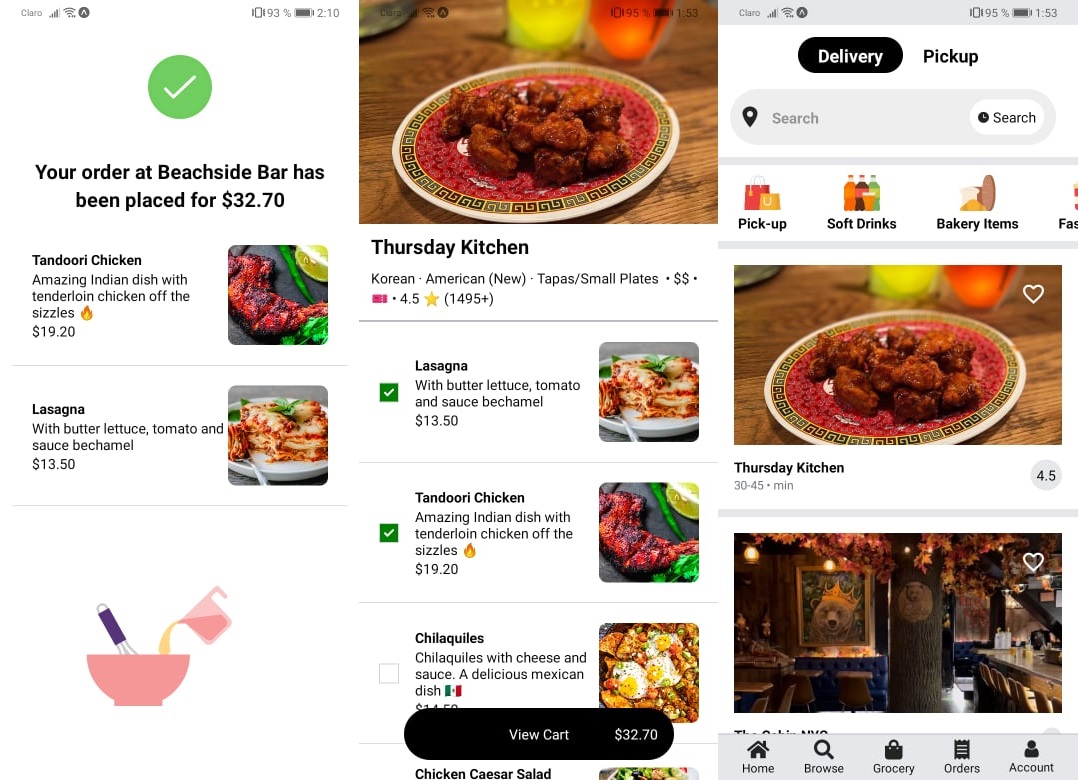 Claro 93 % 2:10
Your order at Beachside Bar has
been placed for $32.70
Tandoori Chicken
Amazing Indian dish with
tenderloin chicken off the
sizzles 🔥
$19.20
Lasagna
With butter lettuce, tomato and
sauce bechamel
$13.50
Claro 95 % 1:53
Thursday Kitchen
Korean · American (New) · Tapas/Small Plates • $$ •
🎫 • 4.5 ⭐ (1495+)
Lasagna
With butter lettuce, tomato
and sauce bechamel
$13.50
Tandoori Chicken
Amazing Indian dish with
tenderloin chicken off the
sizzles 🔥
$19.20
Chilaquiles
Chilaquiles with cheese and
sauce. A delicious mexican
dish 🇲🇽
$14.50
View Cart $32.70
Chicken Caesar Salad
Claro 95 % 1:53
Delivery Pickup
Search Search
Pick-up Soft Drinks Bakery Items Fas
Thursday Kitchen
30-45 • min
4.5
The Cabin NYC
Home Browse Grocery Orders Account